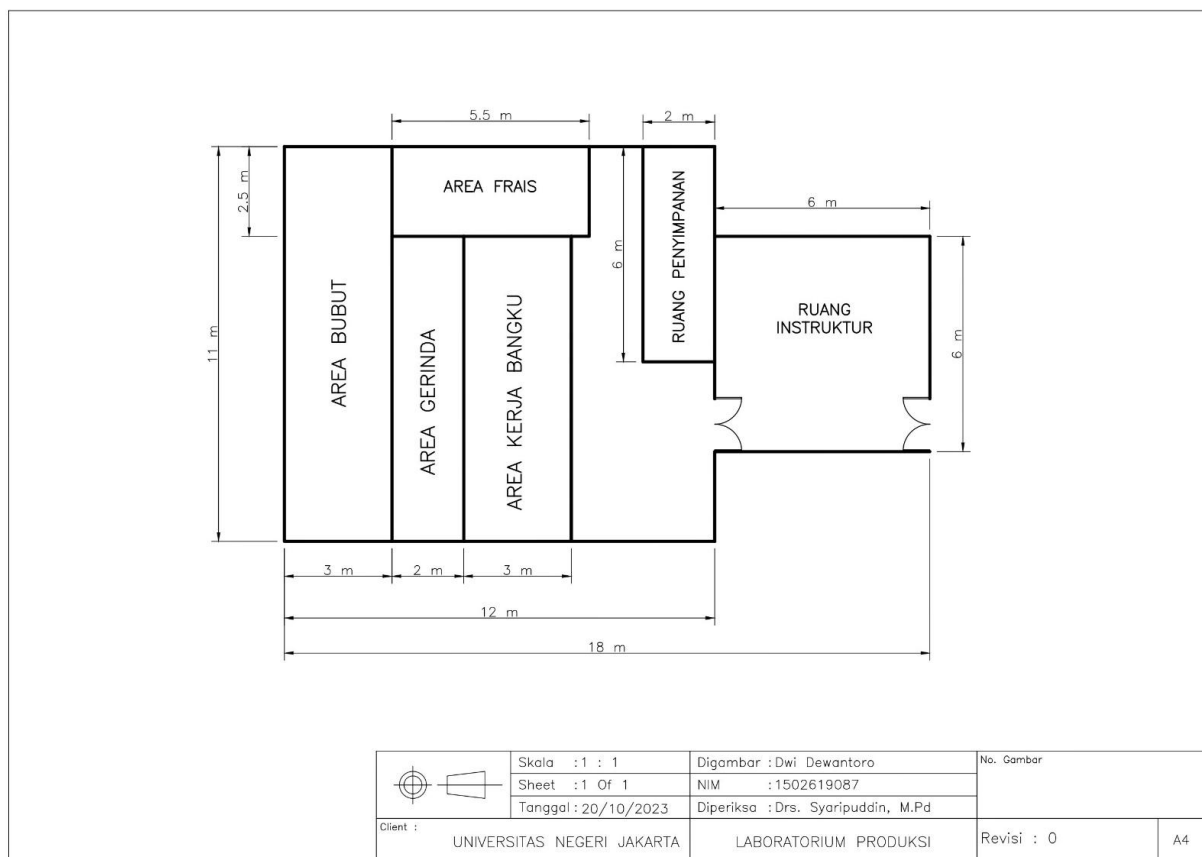 5.5 m
2 m
2.5 m
AREA FRAIS
6 m
RUANG PENYIMPANAN
6 m
11 m
AREA BUBUT
AREA GERINDA
AREA KERJA BANGKU
RUANG
INSTRUKTUR
6 m
3 m
2 m
3 m
12 m
18 m
Skala : 1 : 1
Sheet : 1 Of 1
Tanggal : 20/10/2023
Digambar : Dwi Dewantoro
NIM : 1502619087
Diperiksa : Drs. Syaripuddin, M.Pd
No. Gambar
Client :
UNIVERSITAS NEGERI JAKARTA
LABORATORIUM PRODUKSI
Revisi : 0
A4